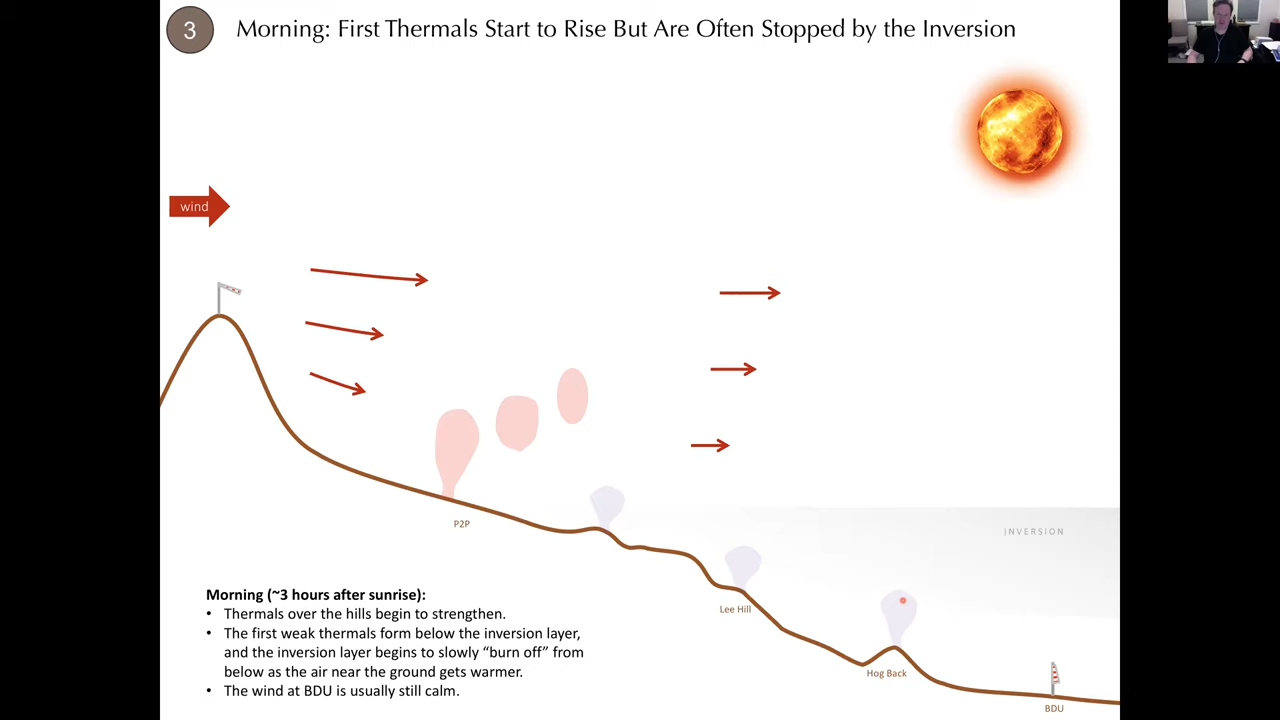 3
Morning: First Thermals Start to Rise But Are Often Stopped by the Inversion
wind
P2P
INVERSION
Morning (~3 hours after sunrise):
• Thermals over the hills begin to strengthen.
• The first weak thermals form below the inversion layer,
and the inversion layer begins to slowly “burn off” from
below as the air near the ground gets warmer.
• The wind at BDU is usually still calm.
Lee Hill
Hog Back
BDU